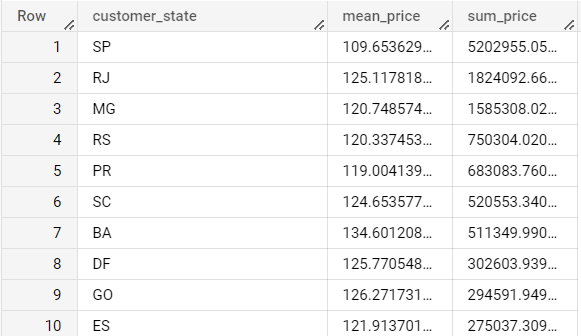 Row customer_state mean_price sum_price
1 SP 109.653629... 5202955.05...
2 RJ 125.117818... 1824092.66...
3 MG 120.748574... 1585308.02...
4 RS 120.337453... 750304.020...
5 PR 119.004139... 683083.760...
6 SC 124.653577... 520553.340...
7 BA 134.601208... 511349.990...
8 DF 125.770548... 302603.939...
9 GO 126.271731... 294591.949...
10 ES 121.913701... 275037.309...